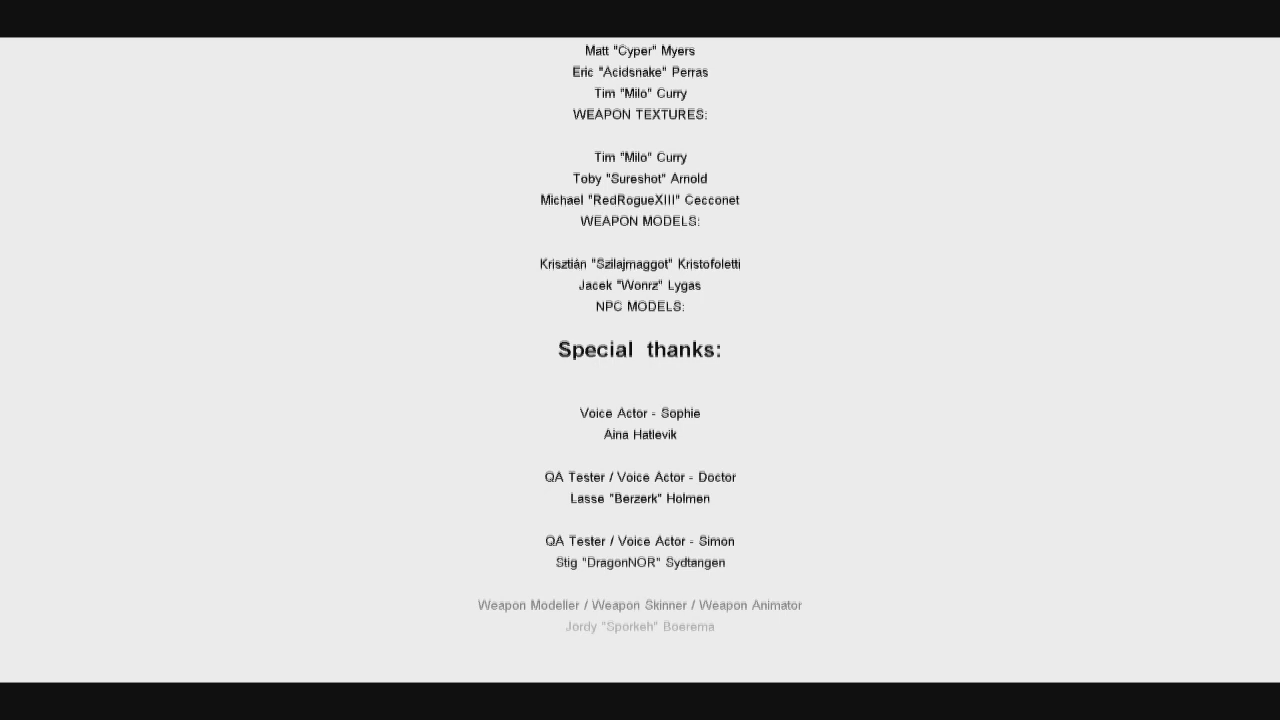 Matt "Cyper" Myers
Eric "Acidsnake" Perras
Tim "Milo" Curry
WEAPON TEXTURES:
Tim "Milo" Curry
Toby "Sureshot" Arnold
Michael "RedRogueXIII" Cecconet
WEAPON MODELS:
Krisztián "Szilajmaggot" Kristofoletti
Jacek "Wonrz" Lygas
NPC MODELS:
Special thanks:
Voice Actor - Sophie
Aina Hatlevik
QA Tester / Voice Actor - Doctor
Lasse "Berzerk" Holmen
QA Tester / Voice Actor - Simon
Stig "DragonNOR" Sydtangen
Weapon Modeller / Weapon Skinner / Weapon Animator
Jordy "Sporkeh" Boerema